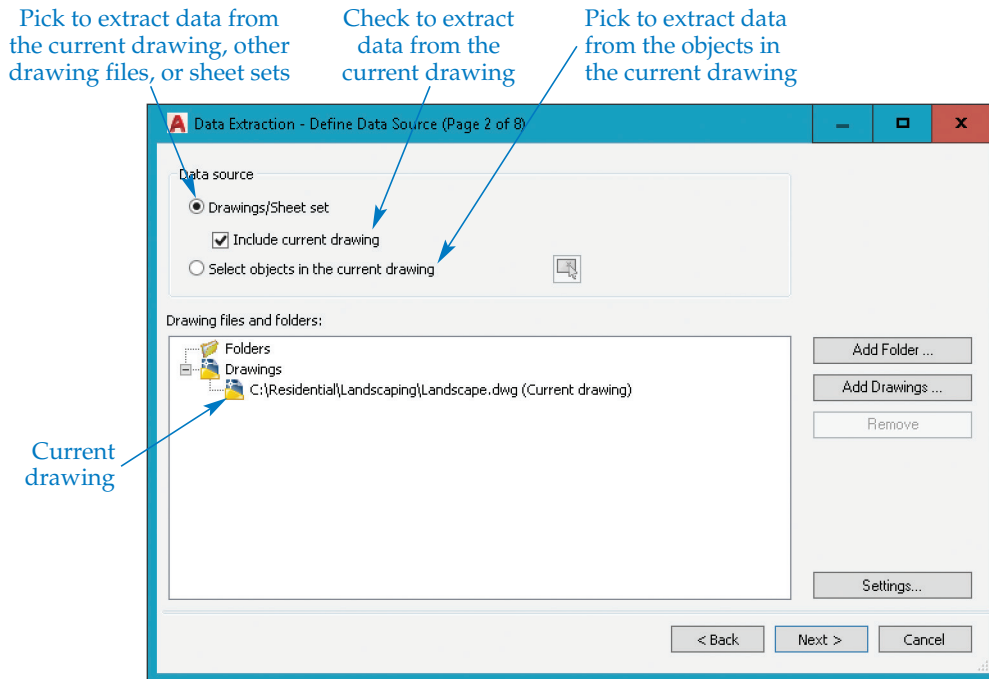 Pick to extract data from
the current drawing, other
drawing files, or sheet sets
Check to extract
data from the
current drawing
Pick to extract data
from the objects in
the current drawing
Data Extraction - Define Data Source (Page 2 of 8)
Data source
Drawings/Sheet set
Include current drawing
Select objects in the current drawing
Drawing files and folders:
Folders
Drawings
C:\Residential\Landscaping\Landscape.dwg (Current drawing)
Add Folder ...
Add Drawings ...
Remove
Current
drawing
Settings...
< Back
Next >
Cancel